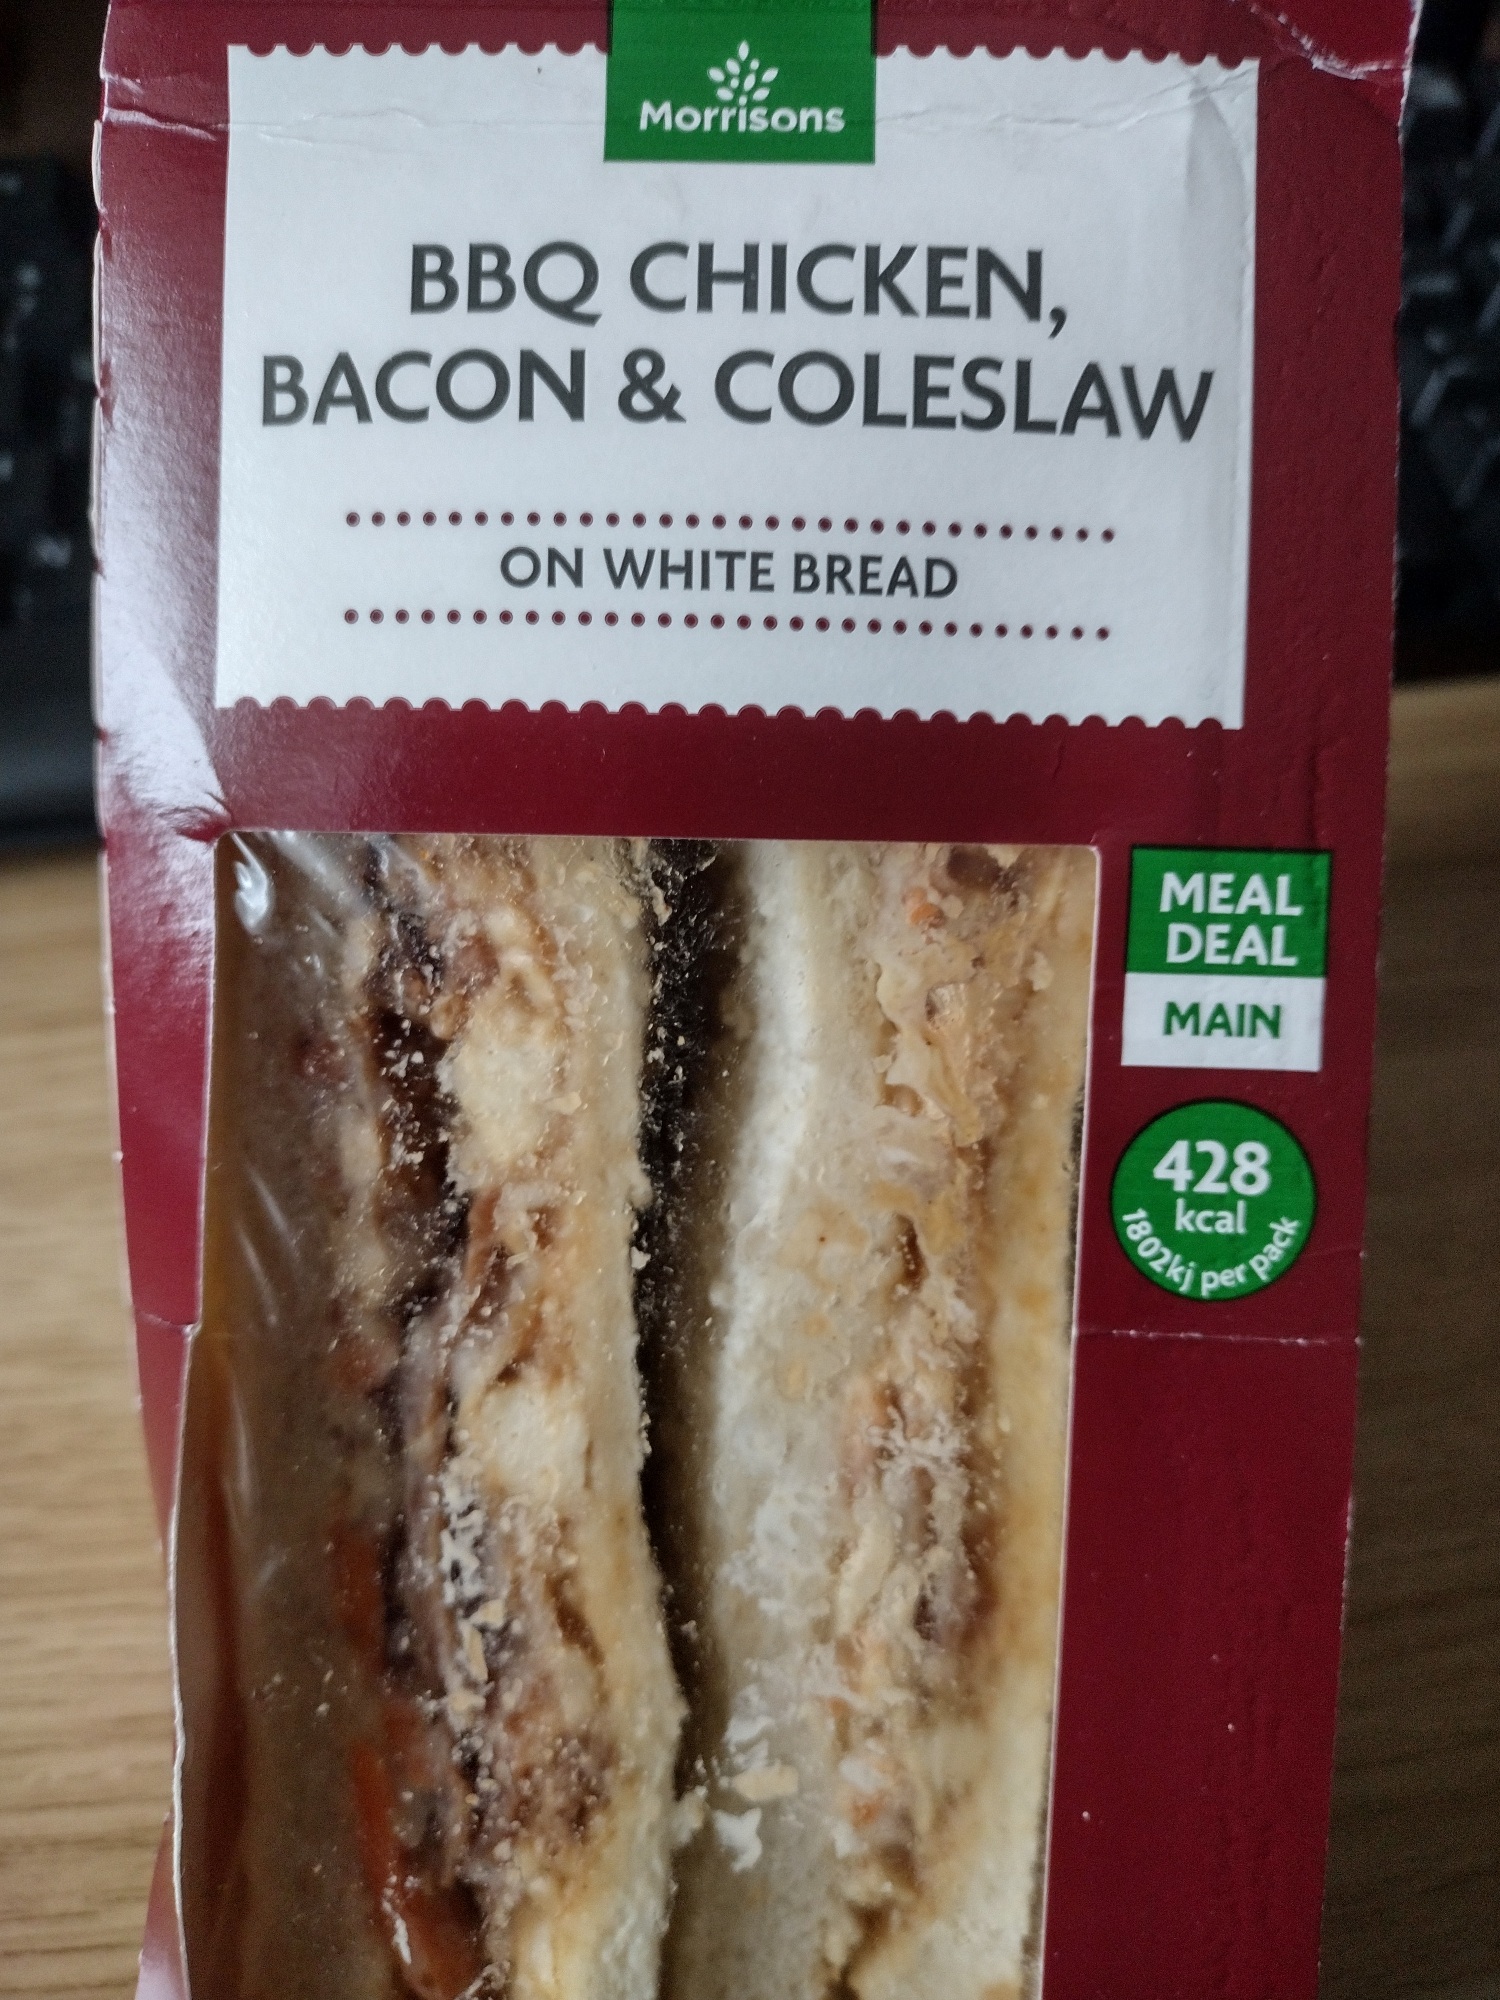 Morrisons
BBQ CHICKEN,
BACON & COLESLAW
ON WHITE BREAD
MEAL
DEAL
MAIN
428
kcal
1802kj per pack